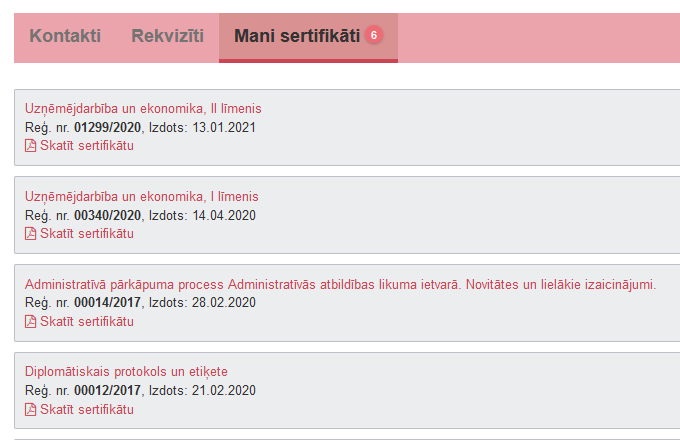 Kontakti Rekvizīti Mani sertifikāti 6
Uzņēmējdarbība un ekonomika, II līmenis
Reģ. nr. 01299/2020, Izdots: 13.01.2021
Skatīt sertifikātu
Uzņēmējdarbība un ekonomika, I līmenis
Reģ. nr. 00340/2020, Izdots: 14.04.2020
Skatīt sertifikātu
Administratīvā pārkāpuma process Administratīvās atbildības likuma ietvarā. Novitātes un lielākie izaicinājumi.
Reģ. nr. 00014/2017, Izdots: 28.02.2020
Skatīt sertifikātu
Diplomātiskais protokols un etiķete
Reģ. nr. 00012/2017, Izdots: 21.02.2020
Skatīt sertifikātu